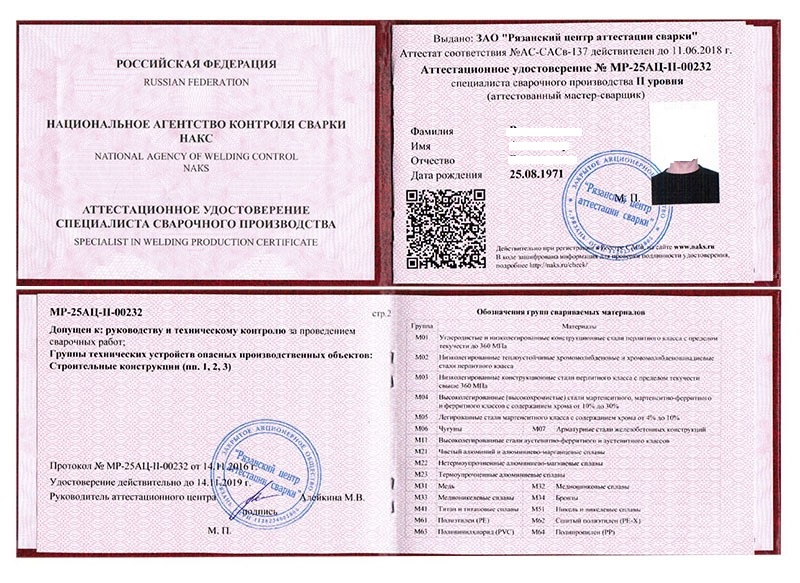 РОССИЙСКАЯ ФЕДЕРАЦИЯ
RUSSIAN FEDERATION
НАЦИОНАЛЬНОЕ АГЕНТСТВО КОНТРОЛЯ СВАРКИ
НАКС
NATIONAL AGENCY OF WELDING CONTROL
NAKS
АТТЕСТАЦИОННОЕ УДОСТОВЕРЕНИЕ
СПЕЦИАЛИСТА СВАРОЧНОГО ПРОИЗВОДСТВА
SPECIALIST IN WELDING PRODUCTION CERTIFICATE
Выдано: ЗАО "Рязанский центр аттестации сварки"
Аттестат соответствия №АС-САСв-137 действителен до 11.06.2018 г.
Аттестационное удостоверение № МР-25АЦ-II-00232
специалиста сварочного производства II уровня
(аттестованный мастер-сварщик)
Фамилия
Имя
Отчество
Дата рождения 25.08.1971
М. П.
"Рязанский центр
аттестации сварки"
Действительно при регистрации в на сайте www.naks.ru
В коде зашифрована информация для проверки подлинности удостоверения,
подробнее http://naks.ru/check/
МР-25АЦ-II-00232 стр.2
Допущен к: руководству и техническому контролю за проведением
сварочных работ;
Группы технических устройств опасных производственных объектов:
Строительные конструкции (пп. 1, 2, 3)
Протокол № МР-25АЦ-II-00232 от 14.11.2016 г.
Удостоверение действительно до 14.11.2019 г.
Руководитель аттестационного центра Алейкина М.В.
подпись
М. П.
ЗАКРЫТОЕ АКЦИОНЕРНОЕ ОБЩЕСТВО
"Рязанский центр
аттестации сварки"
Обозначения групп свариваемых материалов
Группа Материалы
М01 Углеродистые и низколегированные конструкционные стали перлитного класса с пределом
текучести до 360 МПа
М02 Низколегированные теплоустойчивые хромомолибденовые и хромомолибденованадиевые
стали перлитного класса
М03 Низколегированные конструкционные стали перлитного класса с пределом текучести
свыше 360 МПа
М04 Высоколегированные (высокохромистые) стали мартенситного, мартенситно-ферритного
и ферритного классов с содержанием хрома от 10% до 30%
М05 Легированные стали мартенситного класса с содержанием хрома от 4% до 10%
М06 Чугуны М07 Арматурные стали железобетонных конструкций
М11 Высоколегированные стали аустенитно-ферритного и аустенитного классов
М21 Чистый алюминий и алюминиево-марганцевые сплавы
М22 Нетермоупрочняемые алюминиево-магниевые сплавы
М23 Термоупрочняемые алюминиевые сплавы
М31 Медь М32 Медноцинковые сплавы
М33 Медноникелевые сплавы М34 Бронзы
М41 Титан и титановые сплавы М51 Никель и никелевые сплавы
М61 Полиэтилен (PE) М62 Сшитый полиэтилен (PE-X)
М63 Поливинилхлорид (PVC) М64 Полипропилен (PP)